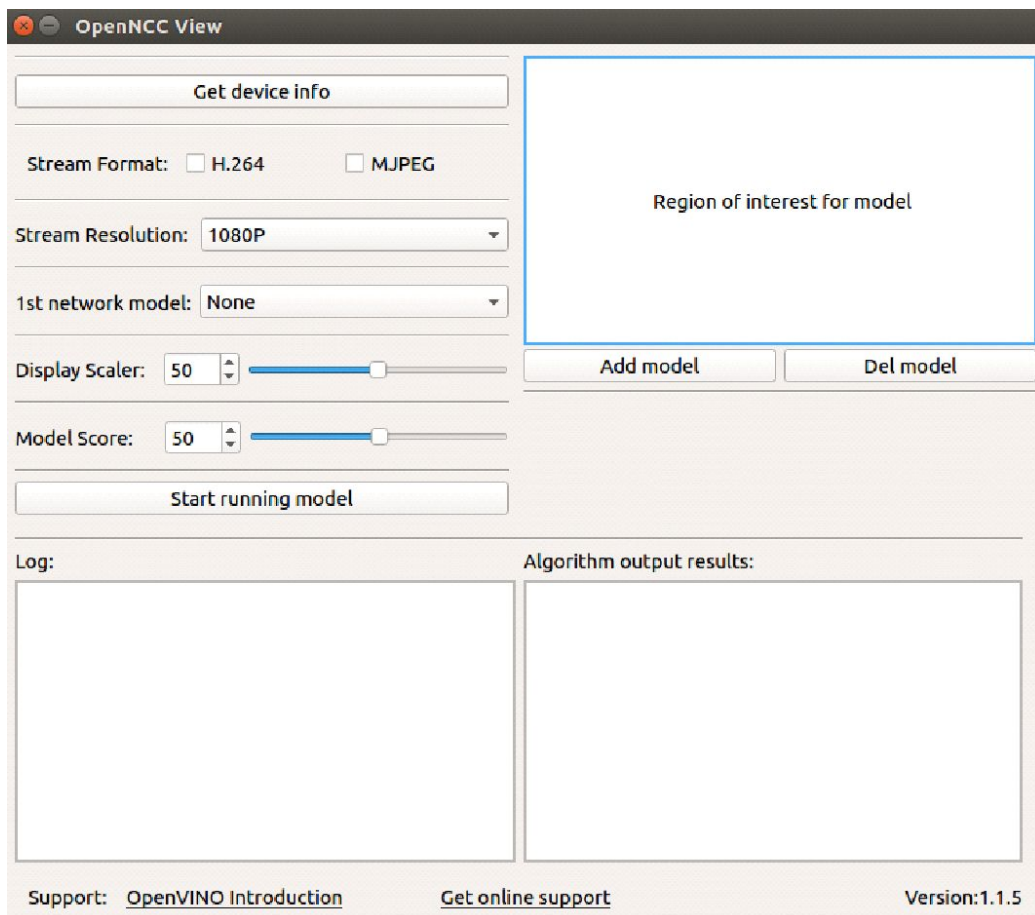 OpenNCC View
Get device info
Stream Format: H.264 MJPEG
Stream Resolution: 1080P
1st network model: None
Display Scaler: 50
Model Score: 50
Start running model
Region of interest for model
Add model Del model
Log:
Algorithm output results:
Support: OpenVINO Introduction Get online support Version:1.1.5